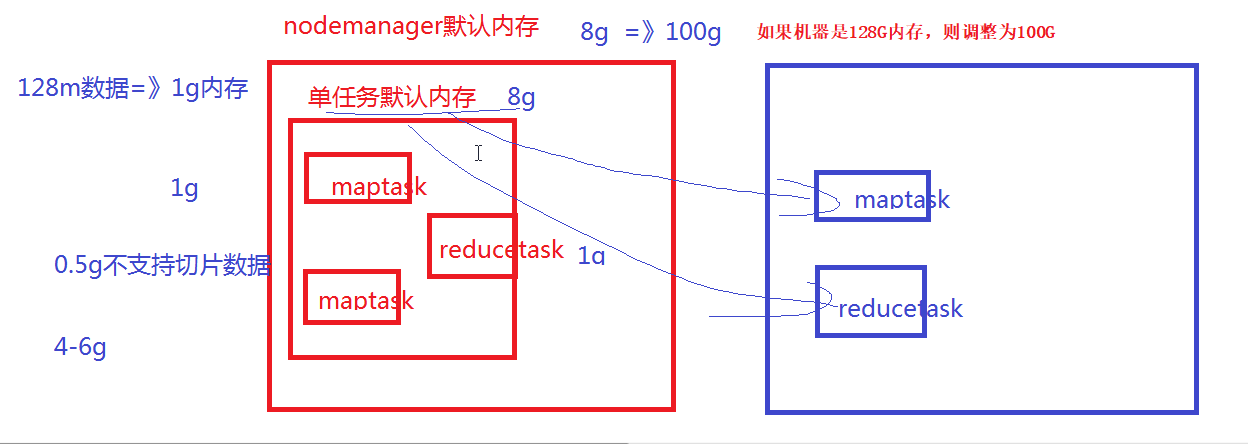 nodemanager默认内存
8g =》100g
如果机器是128G内存，则调整为100G
128m数据=》1g内存
单任务默认内存
8g
maptask
1g
maptask
reducetask
1g
0.5g不支持切片数据
maptask
reducetask
4-6g